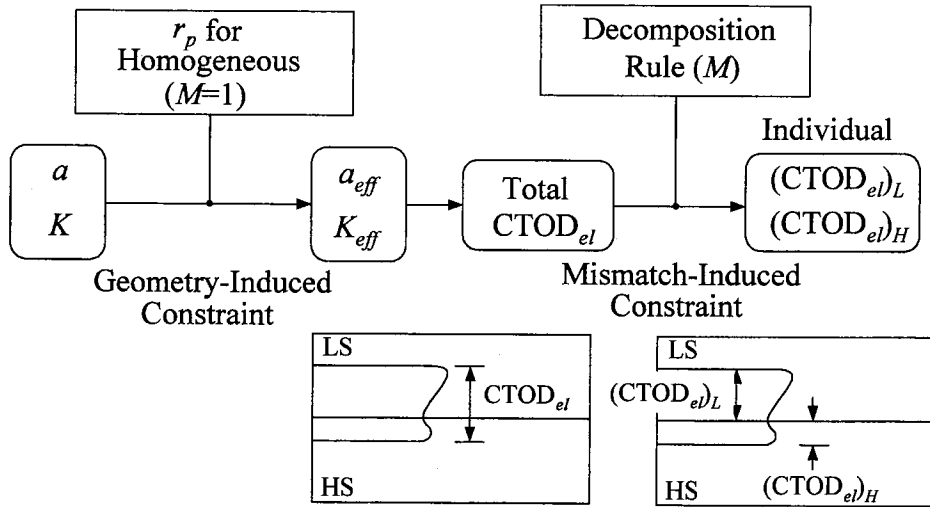 r_p for
Homogeneous
(M=1)
Decomposition
Rule (M)
Individual
a
K
a_eff
K_eff
Total
CTOD_el
(CTOD_el)_L
(CTOD_el)_H
Geometry-Induced
Constraint
Mismatch-Induced
Constraint
LS
CTOD_el
HS
LS
(CTOD_el)_L
HS
(CTOD_el)_H